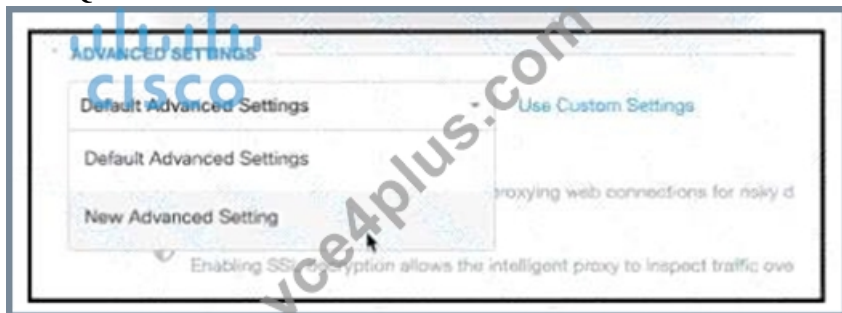 ADVANCED SETTINGS
CISCO
Default Advanced Settings
Use Custom Settings
Default Advanced Settings
proxying web connections for risky d
New Advanced Setting
Enabling SSL decryption allows the intelligent proxy to inspect traffic ove
vce4plus.com